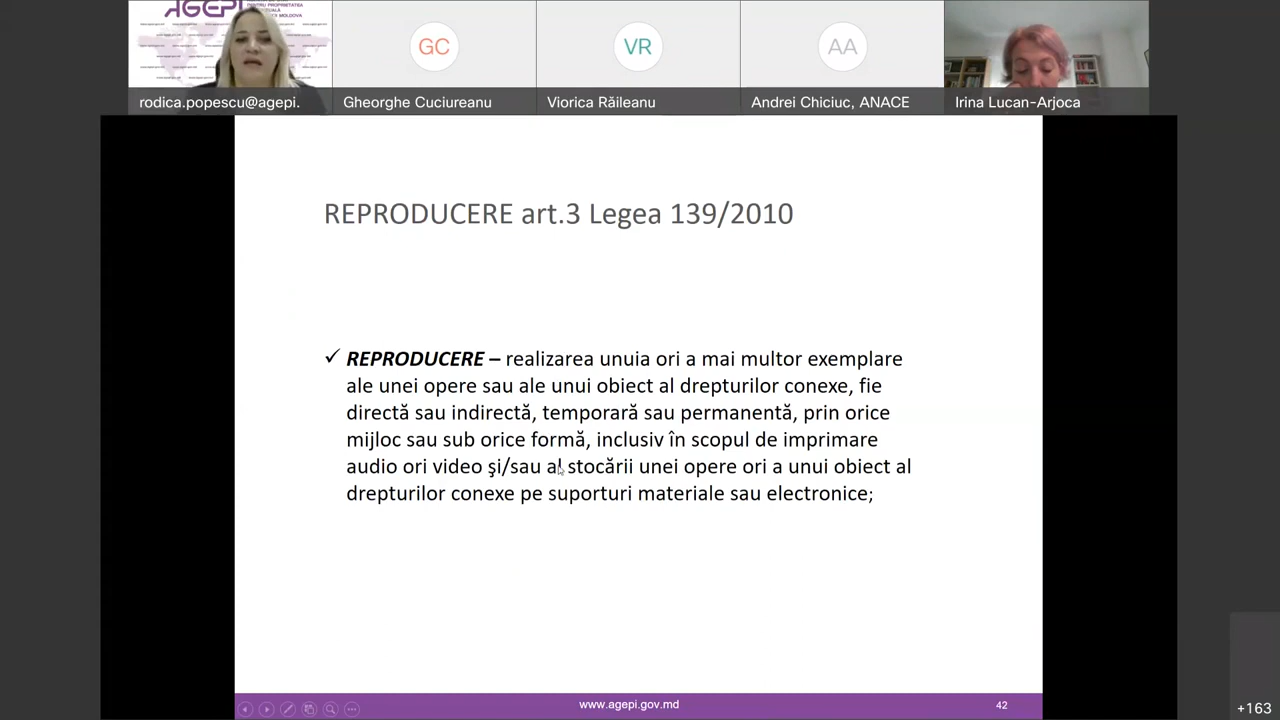 AGEPI
PENTRU PROPRIETATEA
rodica.popescu@agepi.
GC
Gheorghe Cuciureanu
VR
Viorica Răileanu
AA
Andrei Chiciuc, ANACE
Irina Lucan-Arjoca
REPRODUCERE art.3 Legea 139/2010
✓ REPRODUCERE – realizarea unuia ori a mai multor exemplare
ale unei opere sau ale unui obiect al drepturilor conexe, fie
directă sau indirectă, temporară sau permanentă, prin orice
mijloc sau sub orice formă, inclusiv în scopul de imprimare
audio ori video şi/sau al stocării unei opere ori a unui obiect al
drepturilor conexe pe suporturi materiale sau electronice;
www.agepi.gov.md
42
+163